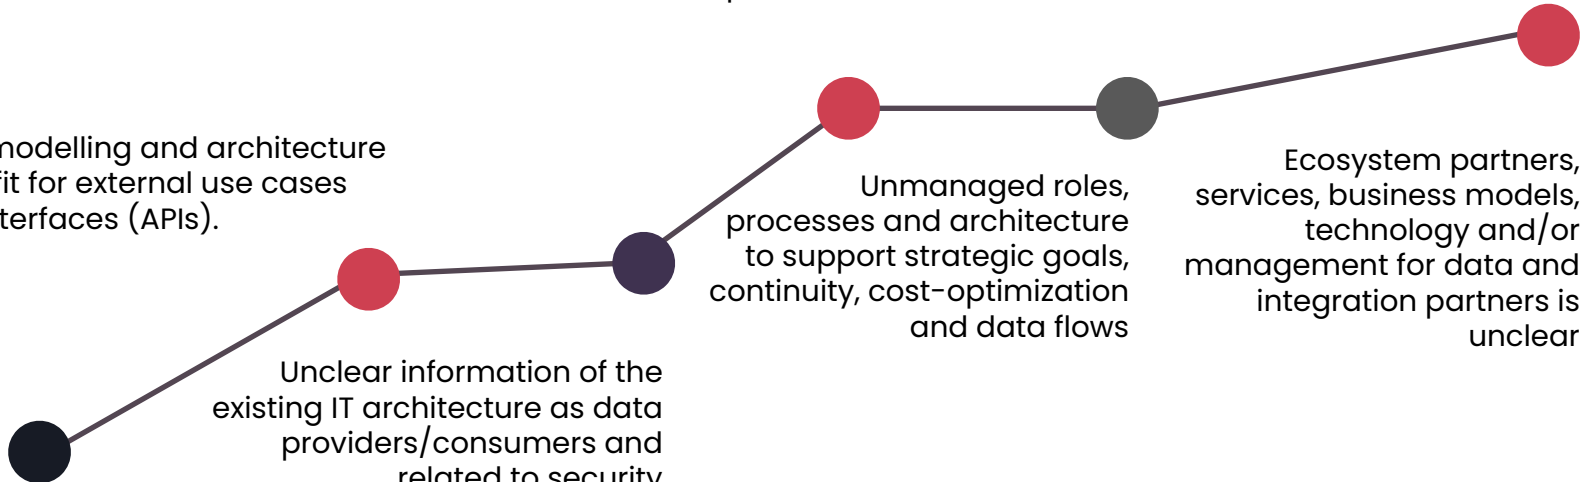 modelling and architecture
fit for external use cases
(APIs).
Unclear information of the
existing IT architecture as data
providers/consumers and
related to security
Unmanaged roles,
processes and architecture
to support strategic goals,
continuity, cost-optimization
and data flows
Ecosystem partners,
services, business models,
technology and/or
management for data and
integration partners is
unclear